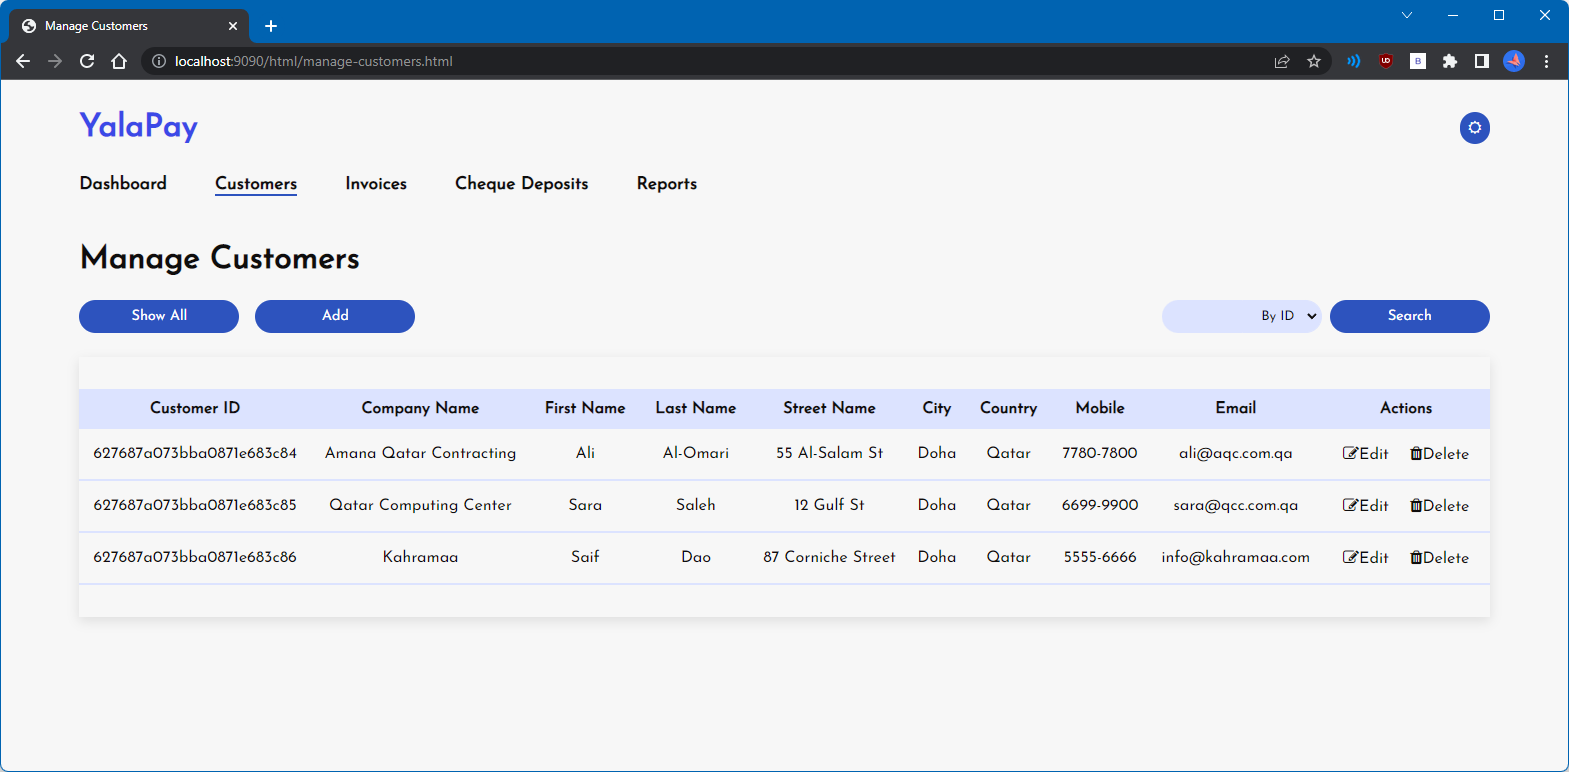 Manage Customers
localhost:9090/html/manage-customers.html
YalaPay
Dashboard Customers Invoices Cheque Deposits Reports
Manage Customers
Show All Add By ID Search
Customer ID Company Name First Name Last Name Street Name City Country Mobile Email Actions
627687a073bba0871e683c84 Amana Qatar Contracting Ali Al-Omari 55 Al-Salam St Doha Qatar 7780-7800 ali@aqc.com.qa Edit Delete
627687a073bba0871e683c85 Qatar Computing Center Sara Saleh 12 Gulf St Doha Qatar 6699-9900 sara@qcc.com.qa Edit Delete
627687a073bba0871e683c86 Kahramaa Saif Dao 87 Corniche Street Doha Qatar 5555-6666 info@kahramaa.com Edit Delete